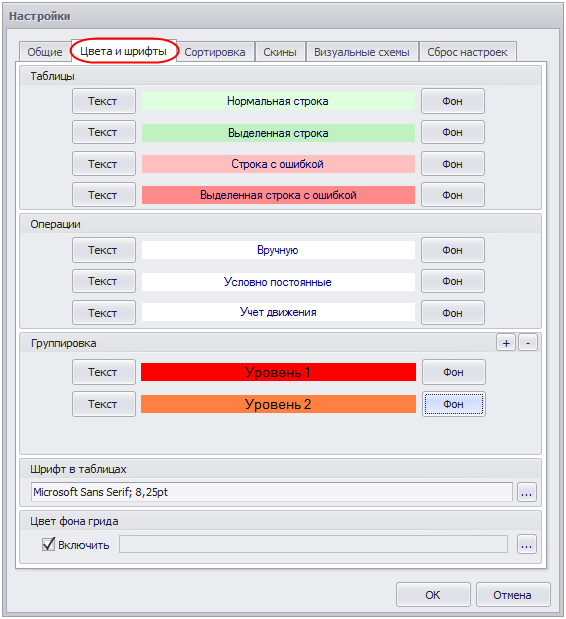 Настройки
Общие Цвета и шрифты Сортировка Скины Визуальные схемы Сброс настроек
Таблицы
Текст Нормальная строка Фон
Текст Выделенная строка Фон
Текст Строка с ошибкой Фон
Текст Выделенная строка с ошибкой Фон
Операции
Текст Вручную Фон
Текст Условно постоянные Фон
Текст Учет движения Фон
Группировка + -
Текст Уровень 1 Фон
Текст Уровень 2 Фон
Шрифт в таблицах
Microsoft Sans Serif; 8,25pt ...
Цвет фона грида
Включить ...
ОК Отмена